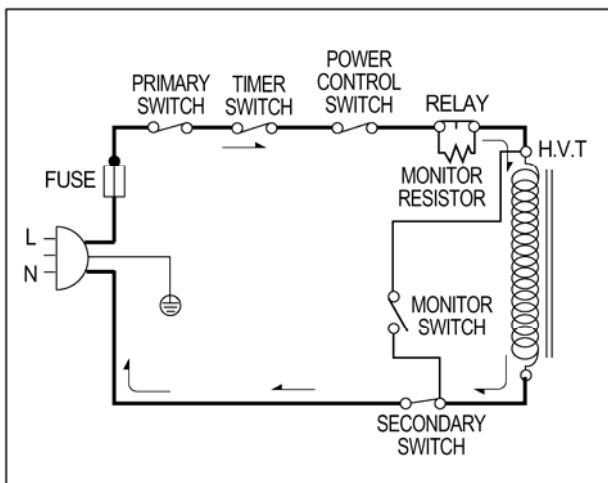 POWER
CONTROL
SWITCH
PRIMARY
SWITCH
TIMER
SWITCH
RELAY
H.V.T
FUSE
MONITOR
RESISTOR
L
N
MONITOR
SWITCH
SECONDARY
SWITCH